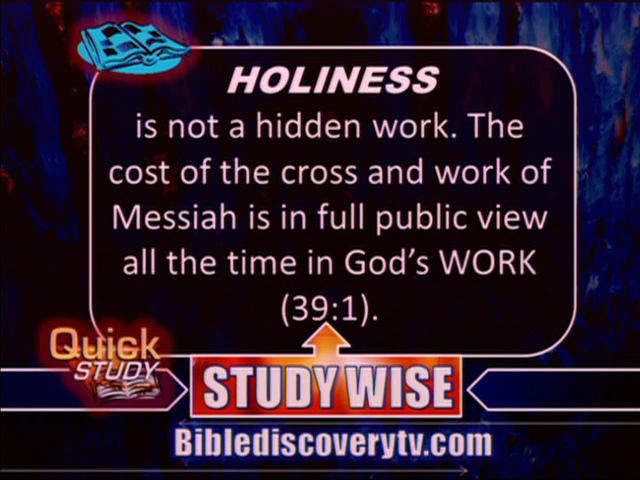 HOLINESS
is not a hidden work. The
cost of the cross and work of
Messiah is in full public view
all the time in God's WORK
(39:1).
Quick
STUDY
STUDY WISE
Biblediscoverytv.com